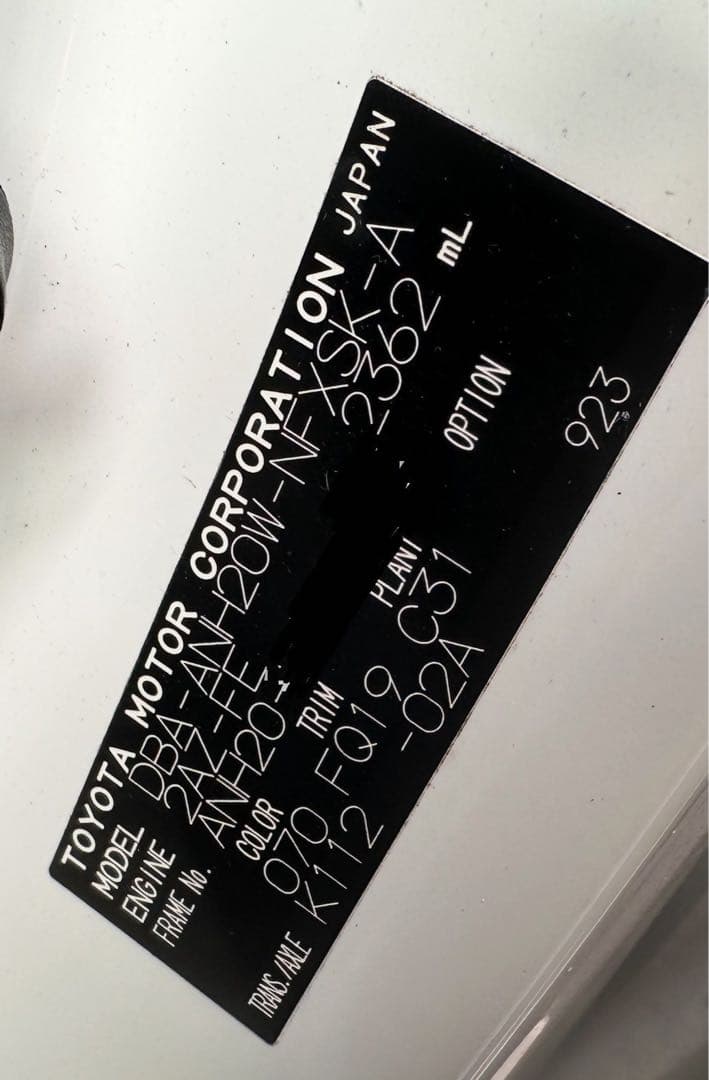 TOYOTA MOTOR CORPORATION JAPAN
MODEL DBA-ANH20W-NFXSK-A
ENGINE 2AZ-FE 2362 mL
FRAME No. ANH20-
COLOR TRIM PLANT OPTION
070 FQ19 C31
TRANS./AXLE K112 -02A 923